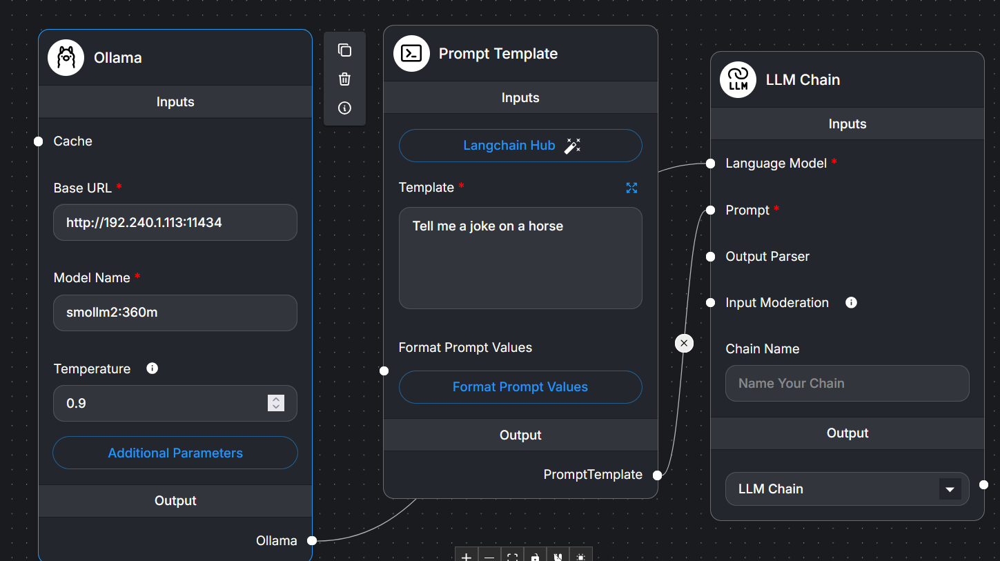 Ollama
Inputs
Cache
Base URL *
http://192.240.1.113:11434
Model Name *
smollm2:360m
Temperature
0.9
Additional Parameters
Output
Ollama
Prompt Template
Inputs
Langchain Hub
Template *
Tell me a joke on a horse
Format Prompt Values
Format Prompt Values
Output
PromptTemplate
LLM
LLM Chain
Inputs
Language Model *
Prompt *
Output Parser
Input Moderation
Chain Name
Name Your Chain
Output
LLM Chain